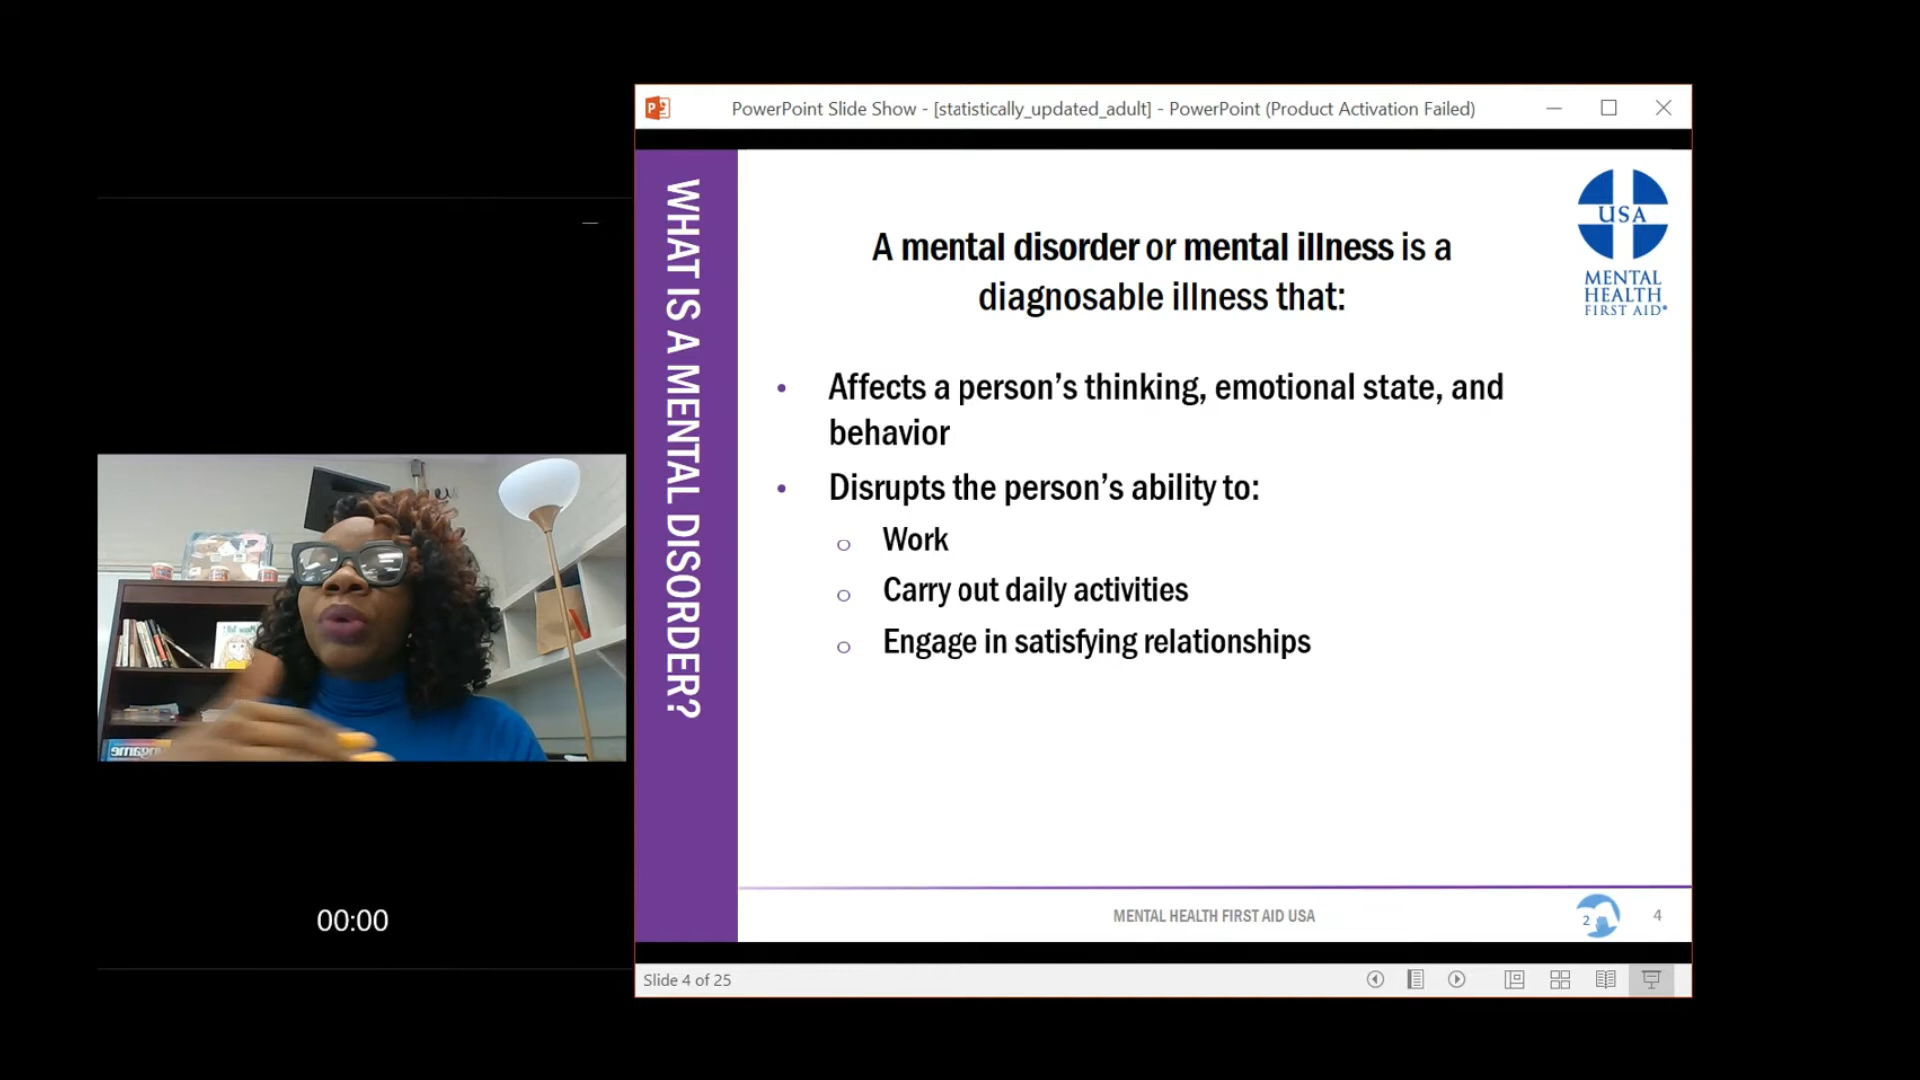 PowerPoint Slide Show - [statistically_updated_adult] - PowerPoint (Product Activation Failed)
WHAT IS A MENTAL DISORDER?
A mental disorder or mental illness is a
diagnosable illness that:
USA
MENTAL
HEALTH
FIRST AID®
• Affects a person’s thinking, emotional state, and
behavior
• Disrupts the person’s ability to:
o Work
o Carry out daily activities
o Engage in satisfying relationships
00:00
MENTAL HEALTH FIRST AID USA
2
4
Slide 4 of 25